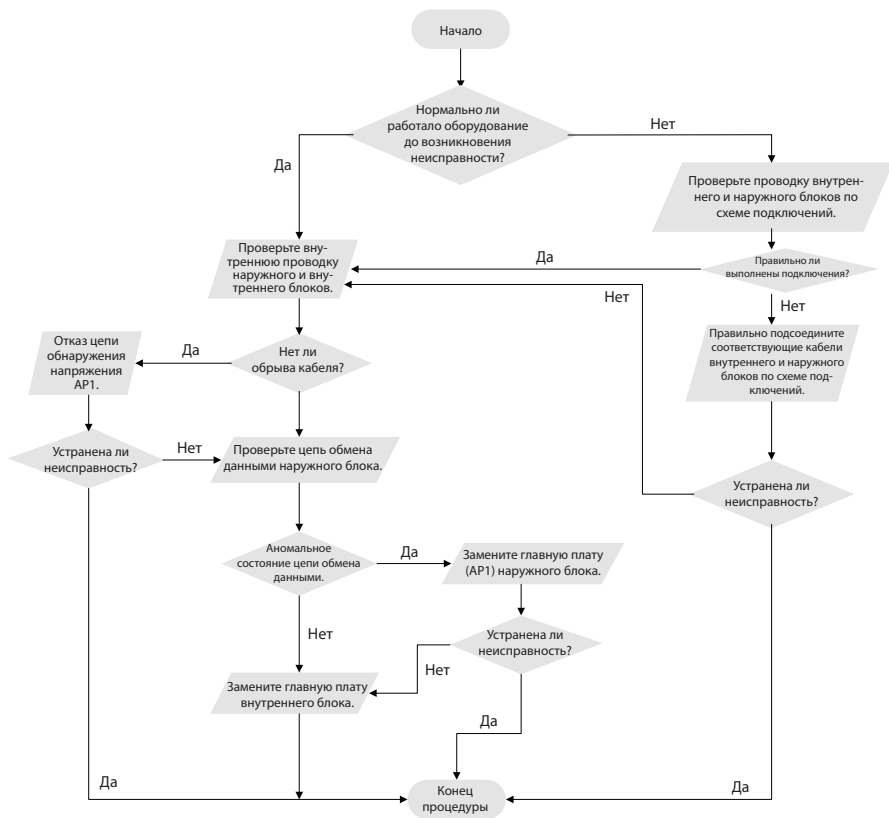 Начало
Нормально ли
работало оборудование
до возникновения
неисправности?
Нет
Да
Проверьте проводку внутрен-
него и наружного блоков по
схеме подключений.
Проверьте вну-
треннюю проводку
наружного и вну-
треннего блоков.
Да
Правильно ли
выполнены подключения?
Нет
Нет
Отказ цепи
обнаружения
напряжения
AP1.
Да
Нет ли
обрыва кабеля?
Правильно подсоедините
соответствующие кабели
внутреннего и наружного
блоков по схеме под-
ключений.
Устранена ли
неисправность?
Нет
Проверьте цепь обмена
данными наружного блока.
Устранена ли
неисправность?
Аномальное
состояние цепи обмена
данными.
Да
Замените главную плату
(AP1) наружного блока.
Нет
Устранена ли
неисправность?
Нет
Замените главную плату
внутреннего блока.
Да
Да
Да
Конец
процедуры